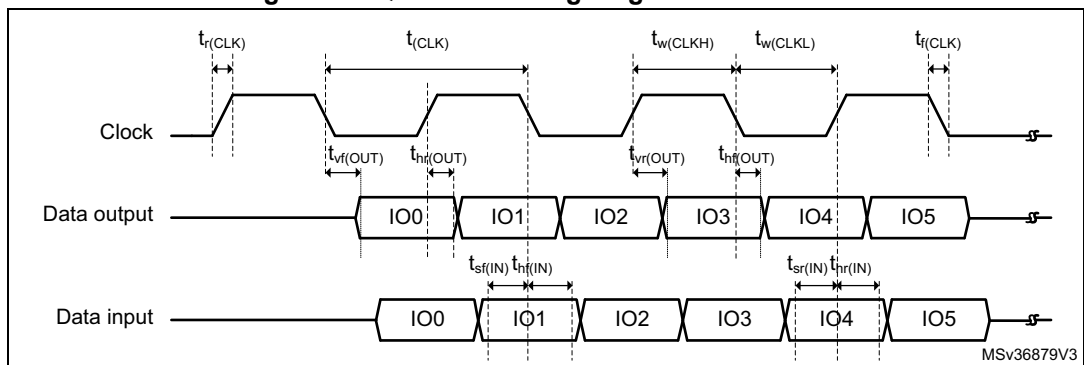 t_r(CLK) t_(CLK) t_w(CLKH) t_w(CLKL) t_f(CLK)
Clock
t_vf(OUT) t_hr(OUT) t_vr(OUT) t_hf(OUT)
Data output IO0 IO1 IO2 IO3 IO4 IO5
t_sf(IN) t_hf(IN) t_sr(IN) t_hr(IN)
Data input IO0 IO1 IO2 IO3 IO4 IO5
MSv36879V3